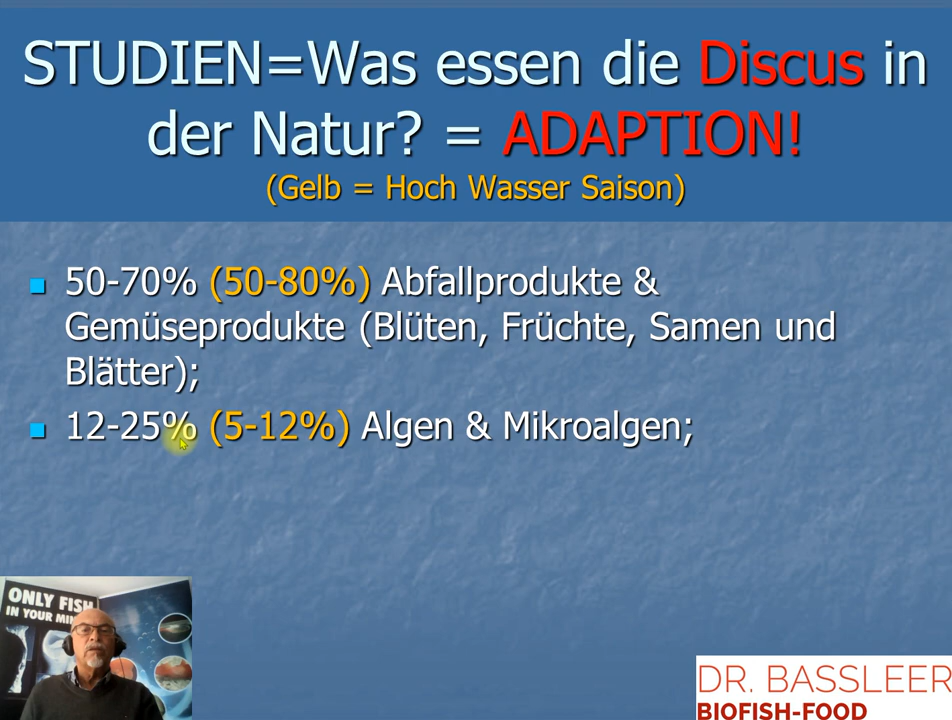 STUDIEN=Was essen die Discus in
der Natur? = ADAPTION!
(Gelb = Hoch Wasser Saison)
50-70% (50-80%) Abfallprodukte &
Gemüseprodukte (Blüten, Früchte, Samen und
Blätter);
12-25% (5-12%) Algen & Mikroalgen;
ONLY FISH
IN YOUR
DR. BASSLEER
BIOFISH-FOOD